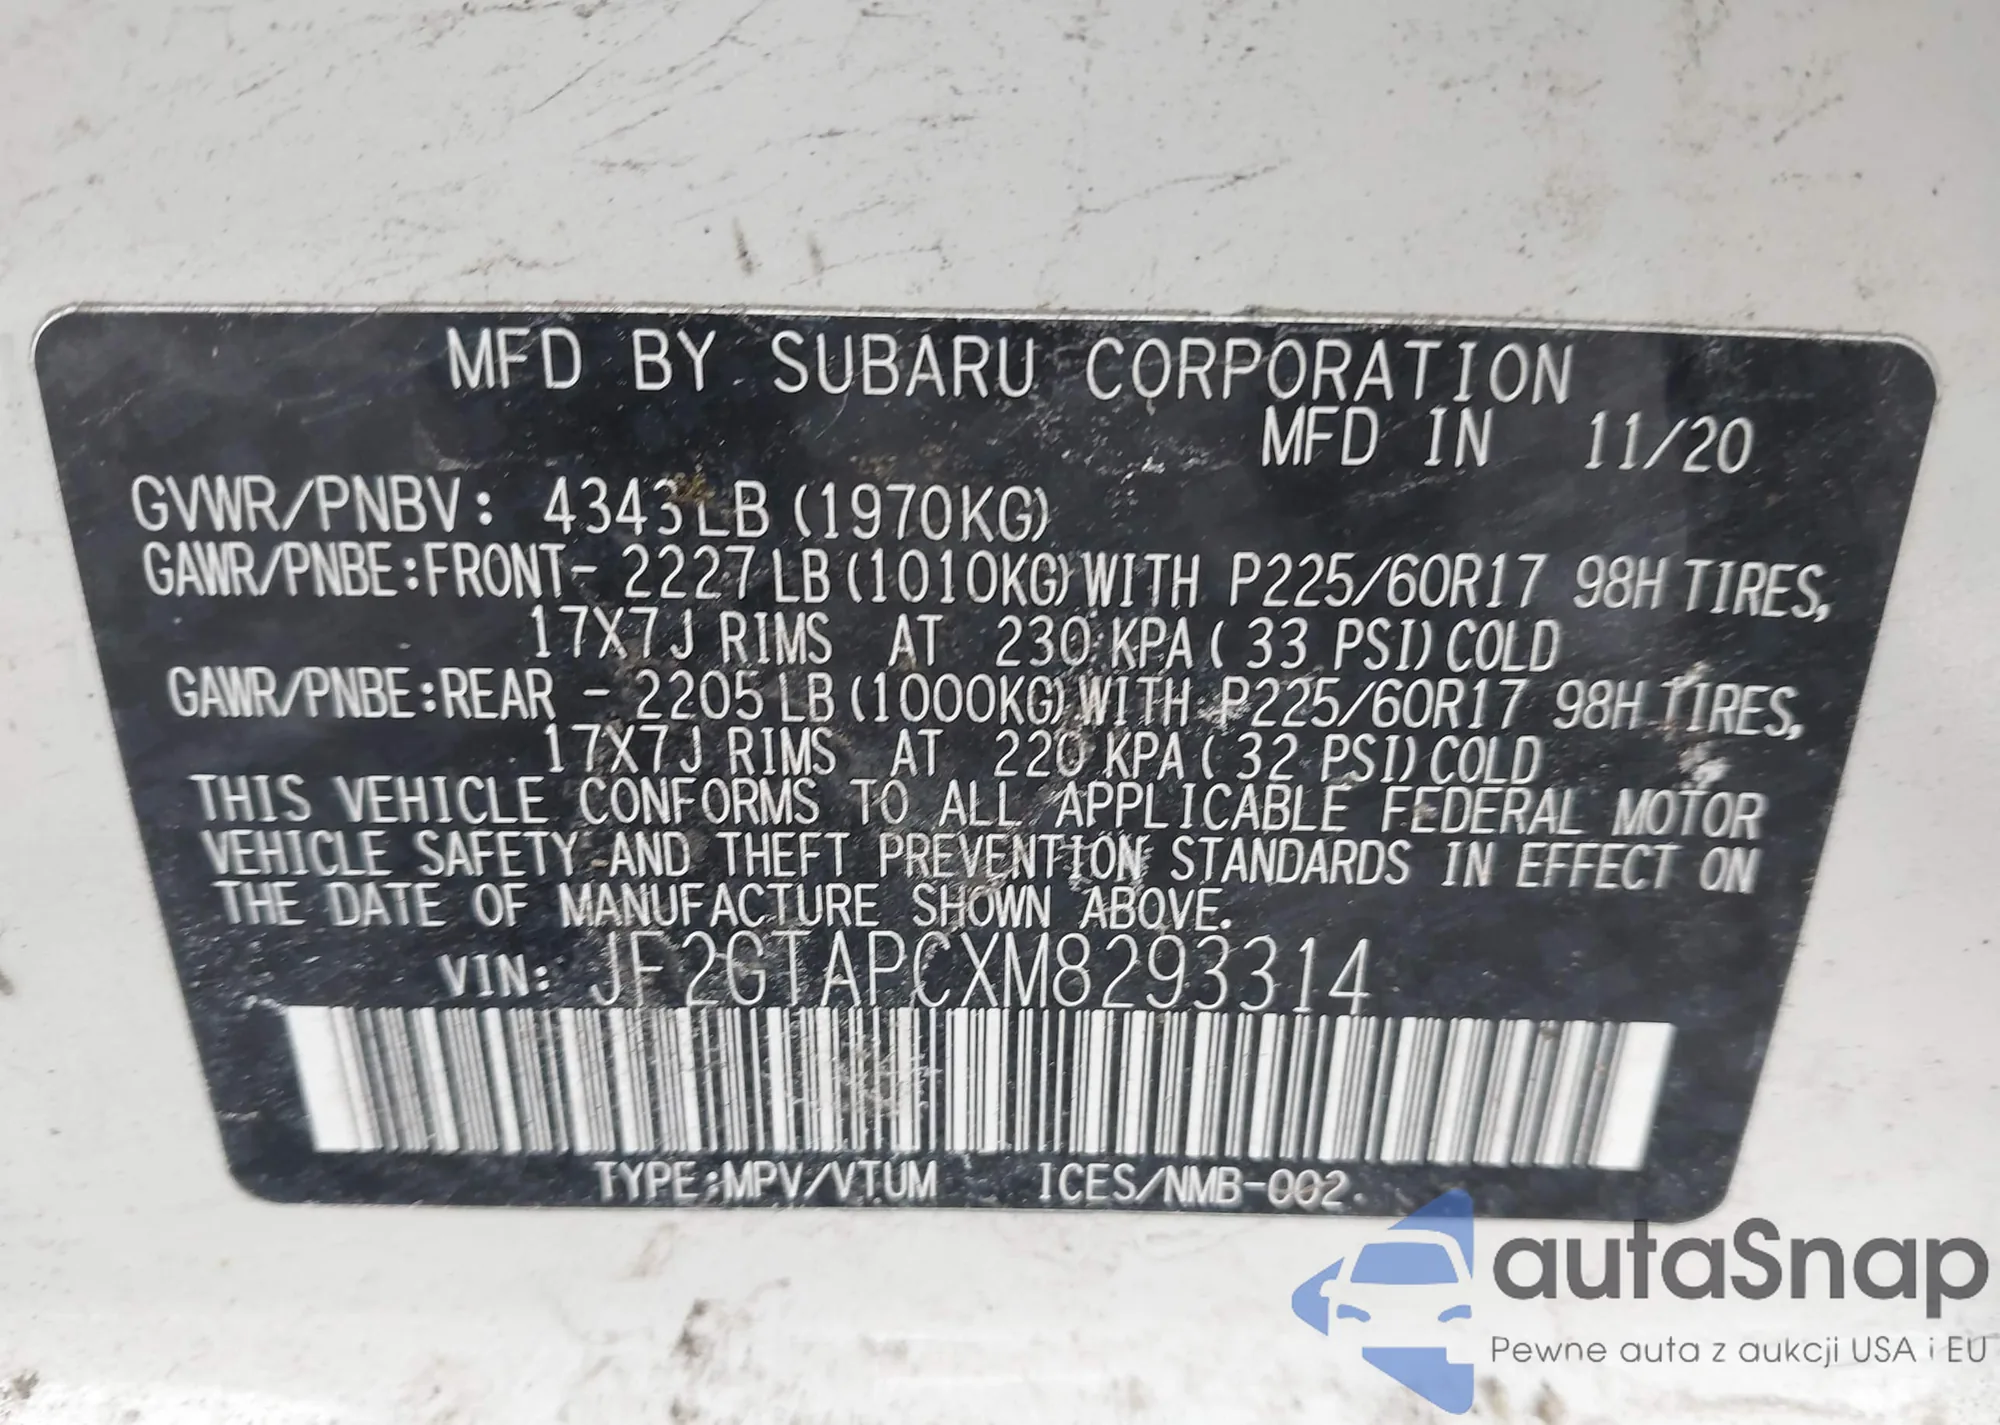 MFD BY SUBARU CORPORATION
MFD IN 11/20
GVWR/PNBV: 4343LB (1970KG)
GAWR/PNBE:FRONT- 2227LB (1010KG) WITH P225/60R17 98H TIRES,
17X7J RIMS AT 230 KPA ( 33 PSI) COLD
GAWR/PNBE:REAR - 2205LB (1000KG) WITH P225/60R17 98H TIRES,
17X7J RIMS AT 220 KPA ( 32 PSI) COLD
THIS VEHICLE CONFORMS TO ALL APPLICABLE FEDERAL MOTOR
VEHICLE SAFETY AND THEFT PREVENTION STANDARDS IN EFFECT ON
THE DATE OF MANUFACTURE SHOWN ABOVE.
VIN: JF2GTAPCXM8293314
TYPE:MPV/VTUM ICES/NMB-002
autaSnap
Pewne auta z aukcji USA i EU